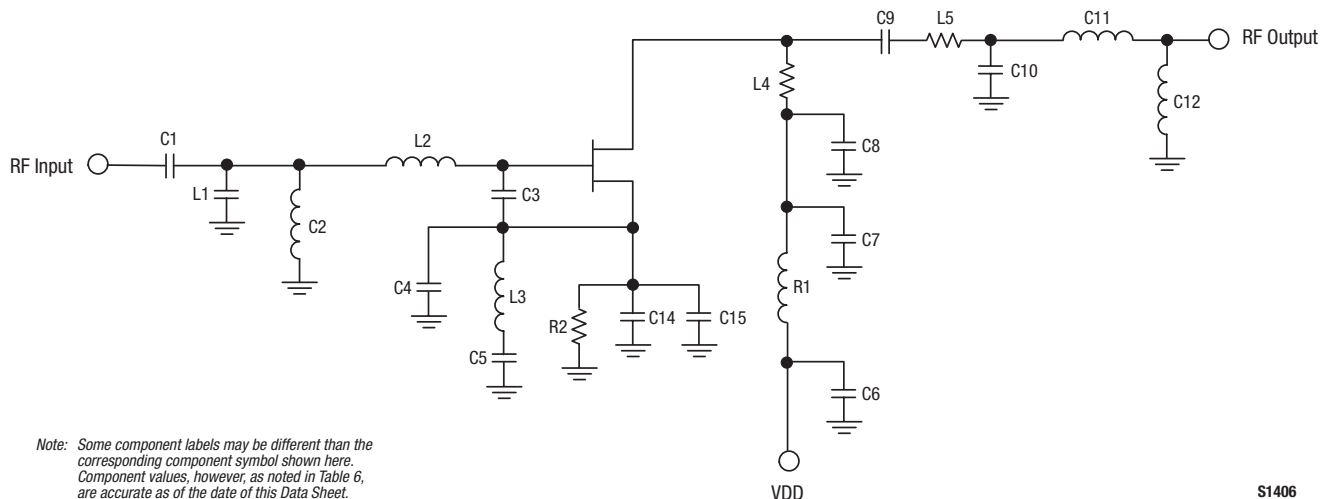 C9
L5
C11
RF Output
C10
L4
C12
C1
L2
C8
RF Input
L1
C3
C2
C7
C4
L3
R1
R2
C14
C15
C5
C6
Note: Some component labels may be different than the
corresponding component symbol shown here.
Component values, however, as noted in Table 6,
are accurate as of the date of this Data Sheet.
VDD
S1406